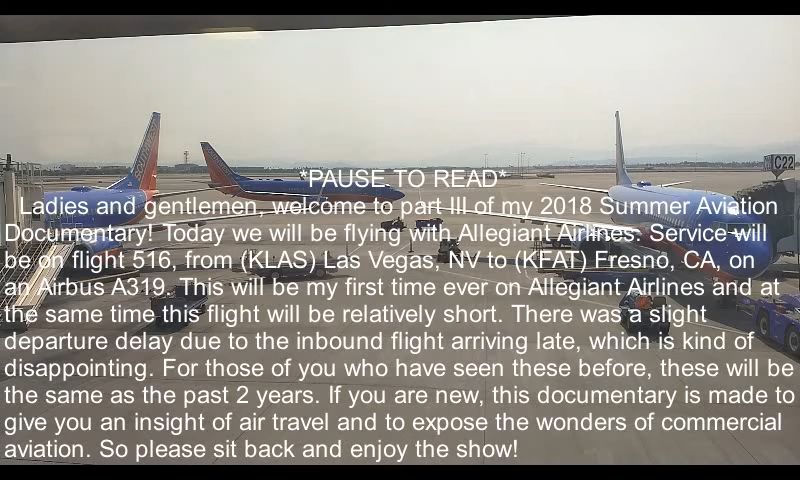 C22
*PAUSE TO READ*
Ladies and gentlemen, welcome to part III of my 2018 Summer Aviation
Documentary! Today we will be flying with Allegiant Airlines. Service will
be on flight 516, from (KLAS) Las Vegas, NV to (KFAT) Fresno, CA, on
an Airbus A319. This will be my first time ever on Allegiant Airlines and at
the same time this flight will be relatively short. There was a slight
departure delay due to the inbound flight arriving late, which is kind of
disappointing. For those of you who have seen these before, these will be
the same as the past 2 years. If you are new, this documentary is made to
give you an insight of air travel and to expose the wonders of commercial
aviation. So please sit back and enjoy the show!